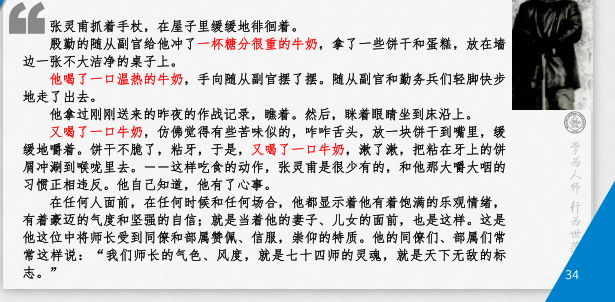 张灵甫抓着手杖，在屋子里缓缓地徘徊着。
殷勤的随从副官给他冲了一杯糖分很重的牛奶，拿了一些饼干和蛋糕，放在墙
边一张不大洁净的桌子上。
他喝了一口温热的牛奶，手向随从副官摆了摆。随从副官和勤务兵们轻脚快步
地走了出去。
他拿过刚刚送来的昨夜的作战记录，瞧着。然后，眯着眼睛坐到床沿上。
又喝了一口牛奶，仿佛觉得有些苦味似的，咋咋舌头，放一块饼干到嘴里，缓
缓地嚼着。饼干不脆了，粘牙，于是，又喝了一口牛奶，漱了漱，把粘在牙上的饼
屑冲涮到喉咙里去。——这样吃食的动作，张灵甫是很少有的，和他那大嚼大咽的
习惯正相违反。他自己知道，他有了心事。
在任何人面前，在任何时候和任何场合，他都显示着他有着饱满的乐观情绪，
有着豪迈的气度和坚强的自信；就是当着他的妻子、儿女的面前，也是这样。这是
他这位中将师长受到同僚和部属赞佩、信服，崇仰的特质。他的同僚们、部属们常
常这样说：“我们师长的气色、风度，就是七十四师的灵魂，就是天下无敌的标
志。”
学为人师 行为世
34